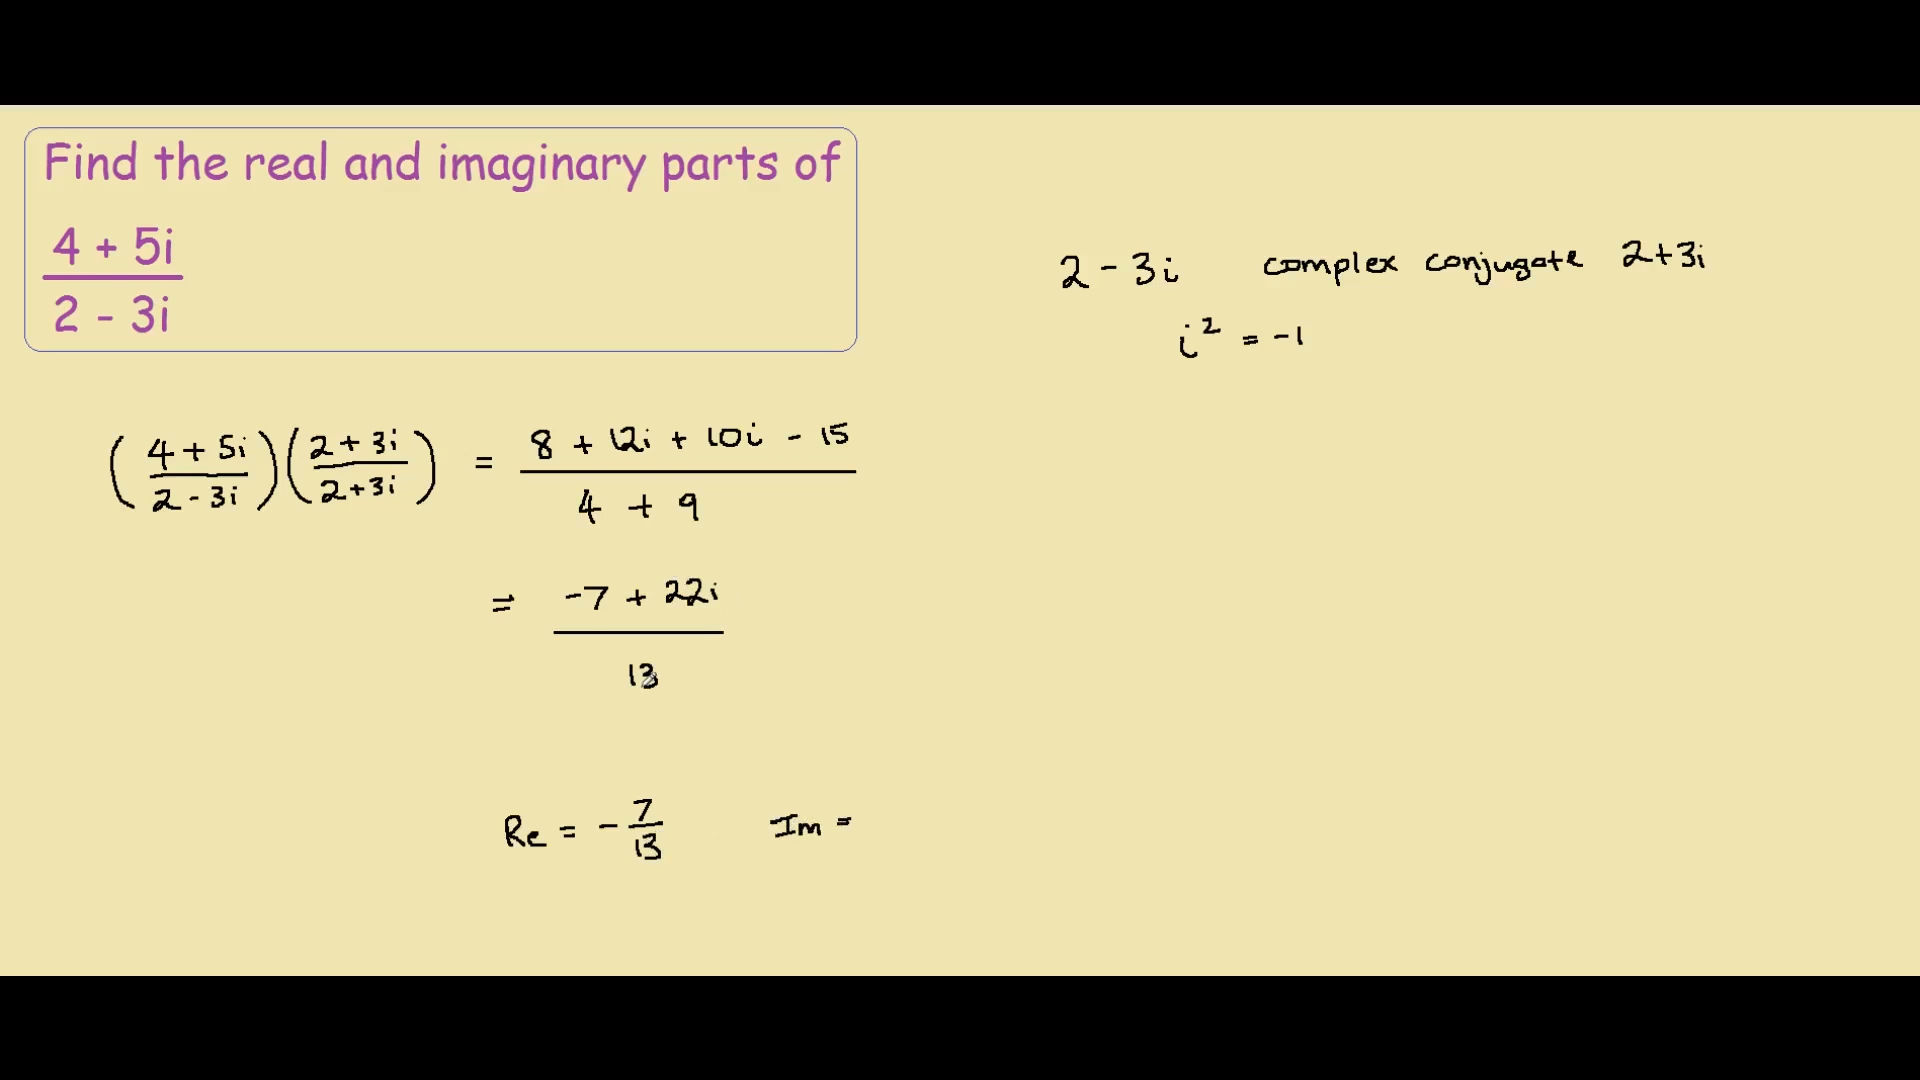 Find the real and imaginary parts of
4 + 5i
2 - 3i
2 - 3i complex conjugate 2+3i
i² = -1
(4 + 5i / 2 - 3i)(2 + 3i / 2+3i) = 8 + 12i + 10i - 15 / 4 + 9
= -7 + 22i / 13
Re = - 7/13 Im =